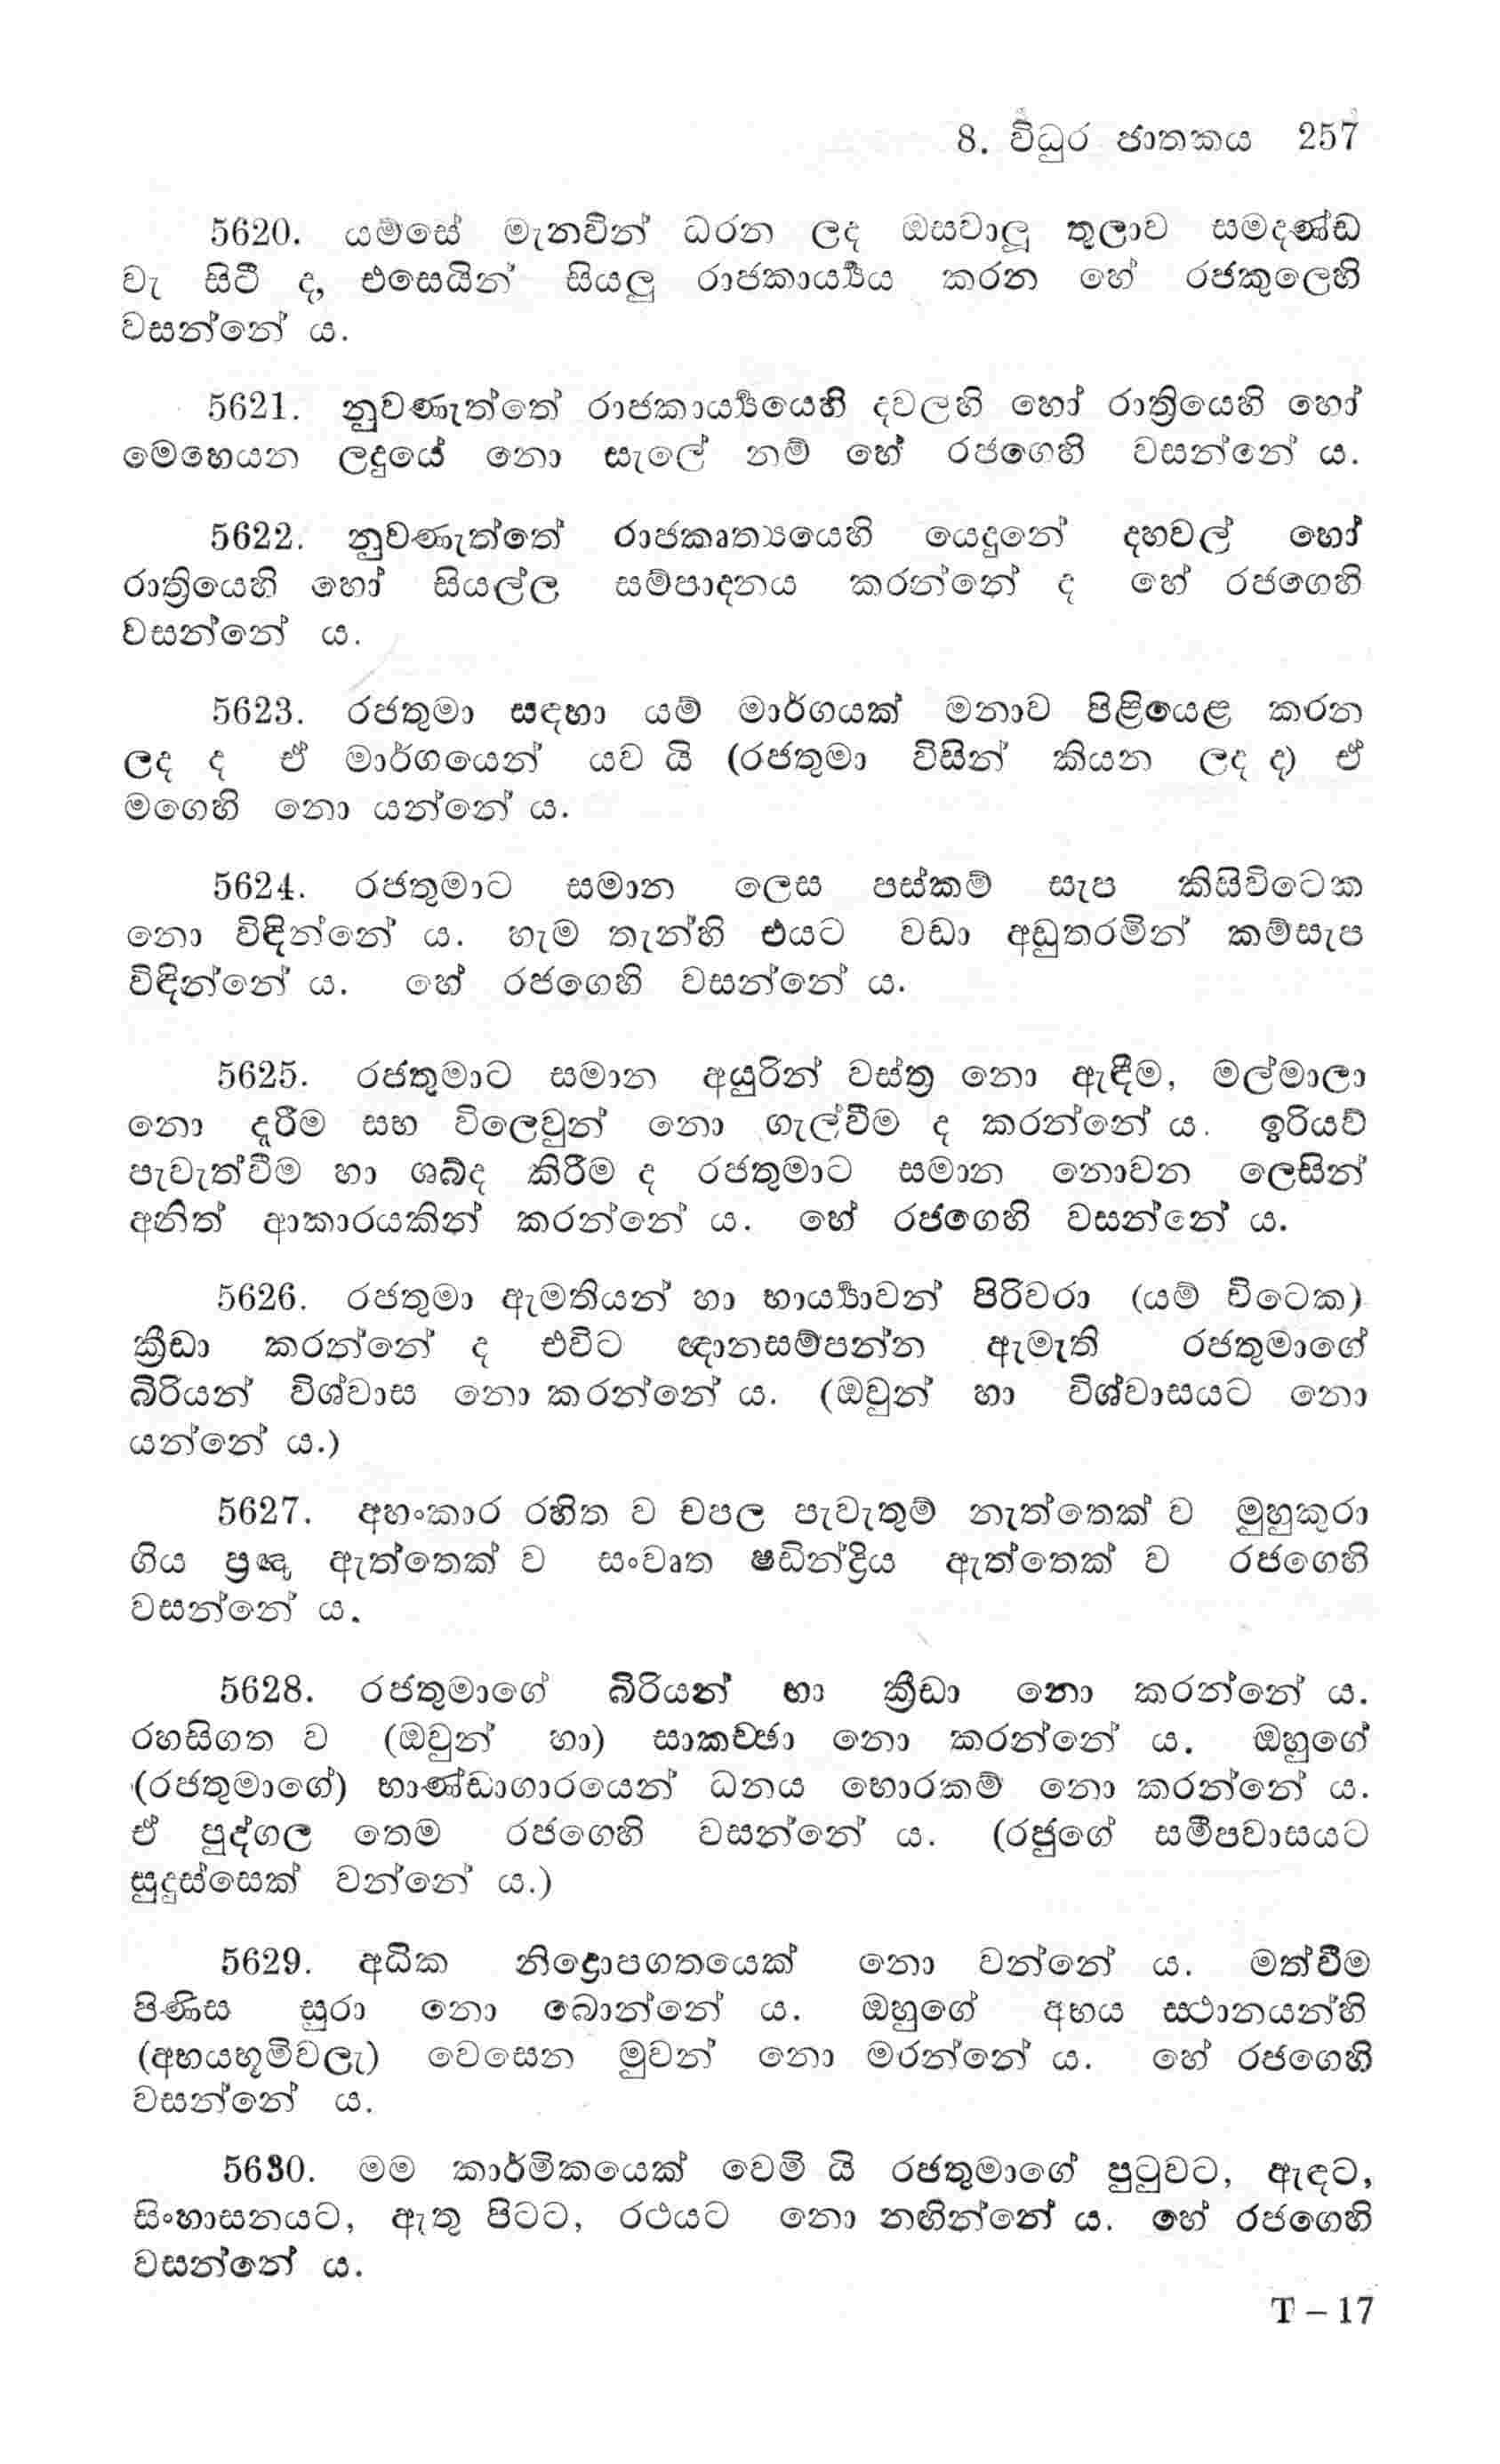 8. විධුර ජාතකය 257
5620. යම්සේ මැනවින් ධරන ලද ඔසවාලූ තුලාව සමදණ්ඩ
වැ සිටී ද, එසෙයින් සියලු රාජකාර්‍ය්‍යය කරන හේ රජකුලෙහි
වසන්නේ ය.
5621. නුවණැත්තේ රාජකාර්‍ය්‍යයෙහි දවලහි හෝ රාත්‍රියෙහි හෝ
මෙහෙයන ලදුයේ නො සැලේ නම් හේ රජගෙහි වසන්නේ ය.
5622. නුවණැත්තේ රාජකෘත්‍යයෙහි යෙදුනේ දහවල් හෝ
රාත්‍රියෙහි හෝ සියල්ල සම්පාදනය කරන්නේ ද හේ රජගෙහි
වසන්නේ ය.
5623. රජතුමා සඳහා යම් මාර්ගයක් මනාව පිළියෙළ කරන
ලද ද ඒ මාර්ගයෙන් යව යි (රජතුමා විසින් කියන ලද ද) ඒ
මගෙහි නො යන්නේ ය.
5624. රජතුමාට සමාන ලෙස පස්කම් සැප කිසිවිටෙක
නො විඳින්නේ ය. හැම තැන්හි එයට වඩා අඩුතරමින් කම්සැප
විඳින්නේ ය. හේ රජගෙහි වසන්නේ ය.
5625. රජතුමාට සමාන අයුරින් වස්ත්‍ර නො ඇඳීම, මල්මාලා
නො දැරීම සහ විලෙවුන් නො ගැල්වීම ද කරන්නේ ය. ඉරියව්
පැවැත්වීම හා ශබ්ද කිරීම ද රජතුමාට සමාන නොවන ලෙසින්
අනිත් ආකාරයකින් කරන්නේ ය. හේ රජගෙහි වසන්නේ ය.
5626. රජතුමා ඇමතියන් හා භාර්‍ය්‍යාවන් පිරිවරා (යම් විටෙක)
ක්‍රීඩා කරන්නේ ද එවිට ඥානසම්පන්න ඇමැති රජතුමාගේ
බිරියන් විශ්වාස නො කරන්නේ ය. (ඔවුන් හා විශ්වාසයට නො
යන්නේ ය.)
5627. අහංකාර රහිත ව චපල පැවැතුම් නැත්තෙක් ව මුහුකුරා
ගිය ප්‍රඥා ඇත්තෙක් ව සංවෘත ෂඩින්ද්‍රිය ඇත්තෙක් ව රජගෙහි
වසන්නේ ය.
5628. රජතුමාගේ බිරියන් හා ක්‍රීඩා නො කරන්නේ ය.
රහසිගත ව (ඔවුන් හා) සාකච්ඡා නො කරන්නේ ය. ඔහුගේ
(රජතුමාගේ) භාණ්ඩාගාරයෙන් ධනය හොරකම් නො කරන්නේ ය.
ඒ පුද්ගල තෙම රජගෙහි වසන්නේ ය. (රජුගේ සමීපවාසයට
සුදුස්සෙක් වන්නේ ය.)
5629. අධික නිද්‍රොපගතයෙක් නො වන්නේ ය. මත්වීම
පිණිස සුරා නො බොන්නේ ය. ඔහුගේ අභය ස්ථානයන්හි
(අභයභූමිවලැ) වෙසෙන මුවන් නො මරන්නේ ය. හේ රජගෙහි
වසන්නේ ය.
5630. මම කාර්මිකයෙක් වෙමි යි රජතුමාගේ පුටුවට, ඇඳට,
සිංහාසනයට, ඇතු පිටට, රථයට නො නඟින්නේ ය. හේ රජගෙහි
වසන්නේ ය.
T – 17